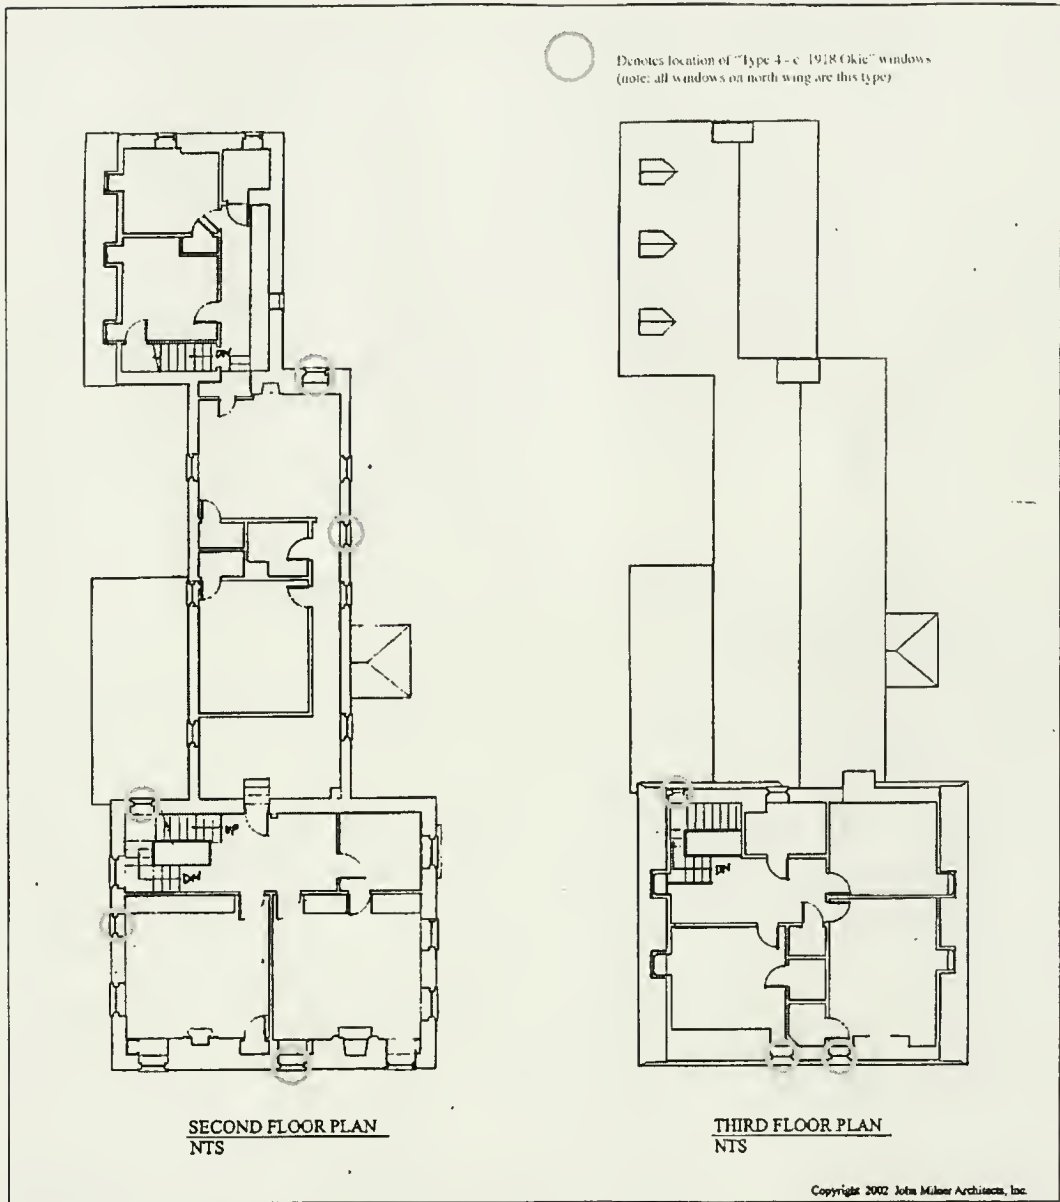 Denotes location of "Type 4 - c. 1918 Okie" windows
(note: all windows on north wing are this type)
DN
UP
DN
DN
SECOND FLOOR PLAN
NTS
THIRD FLOOR PLAN
NTS
Copyright 2002 John Milner Architects, Inc.